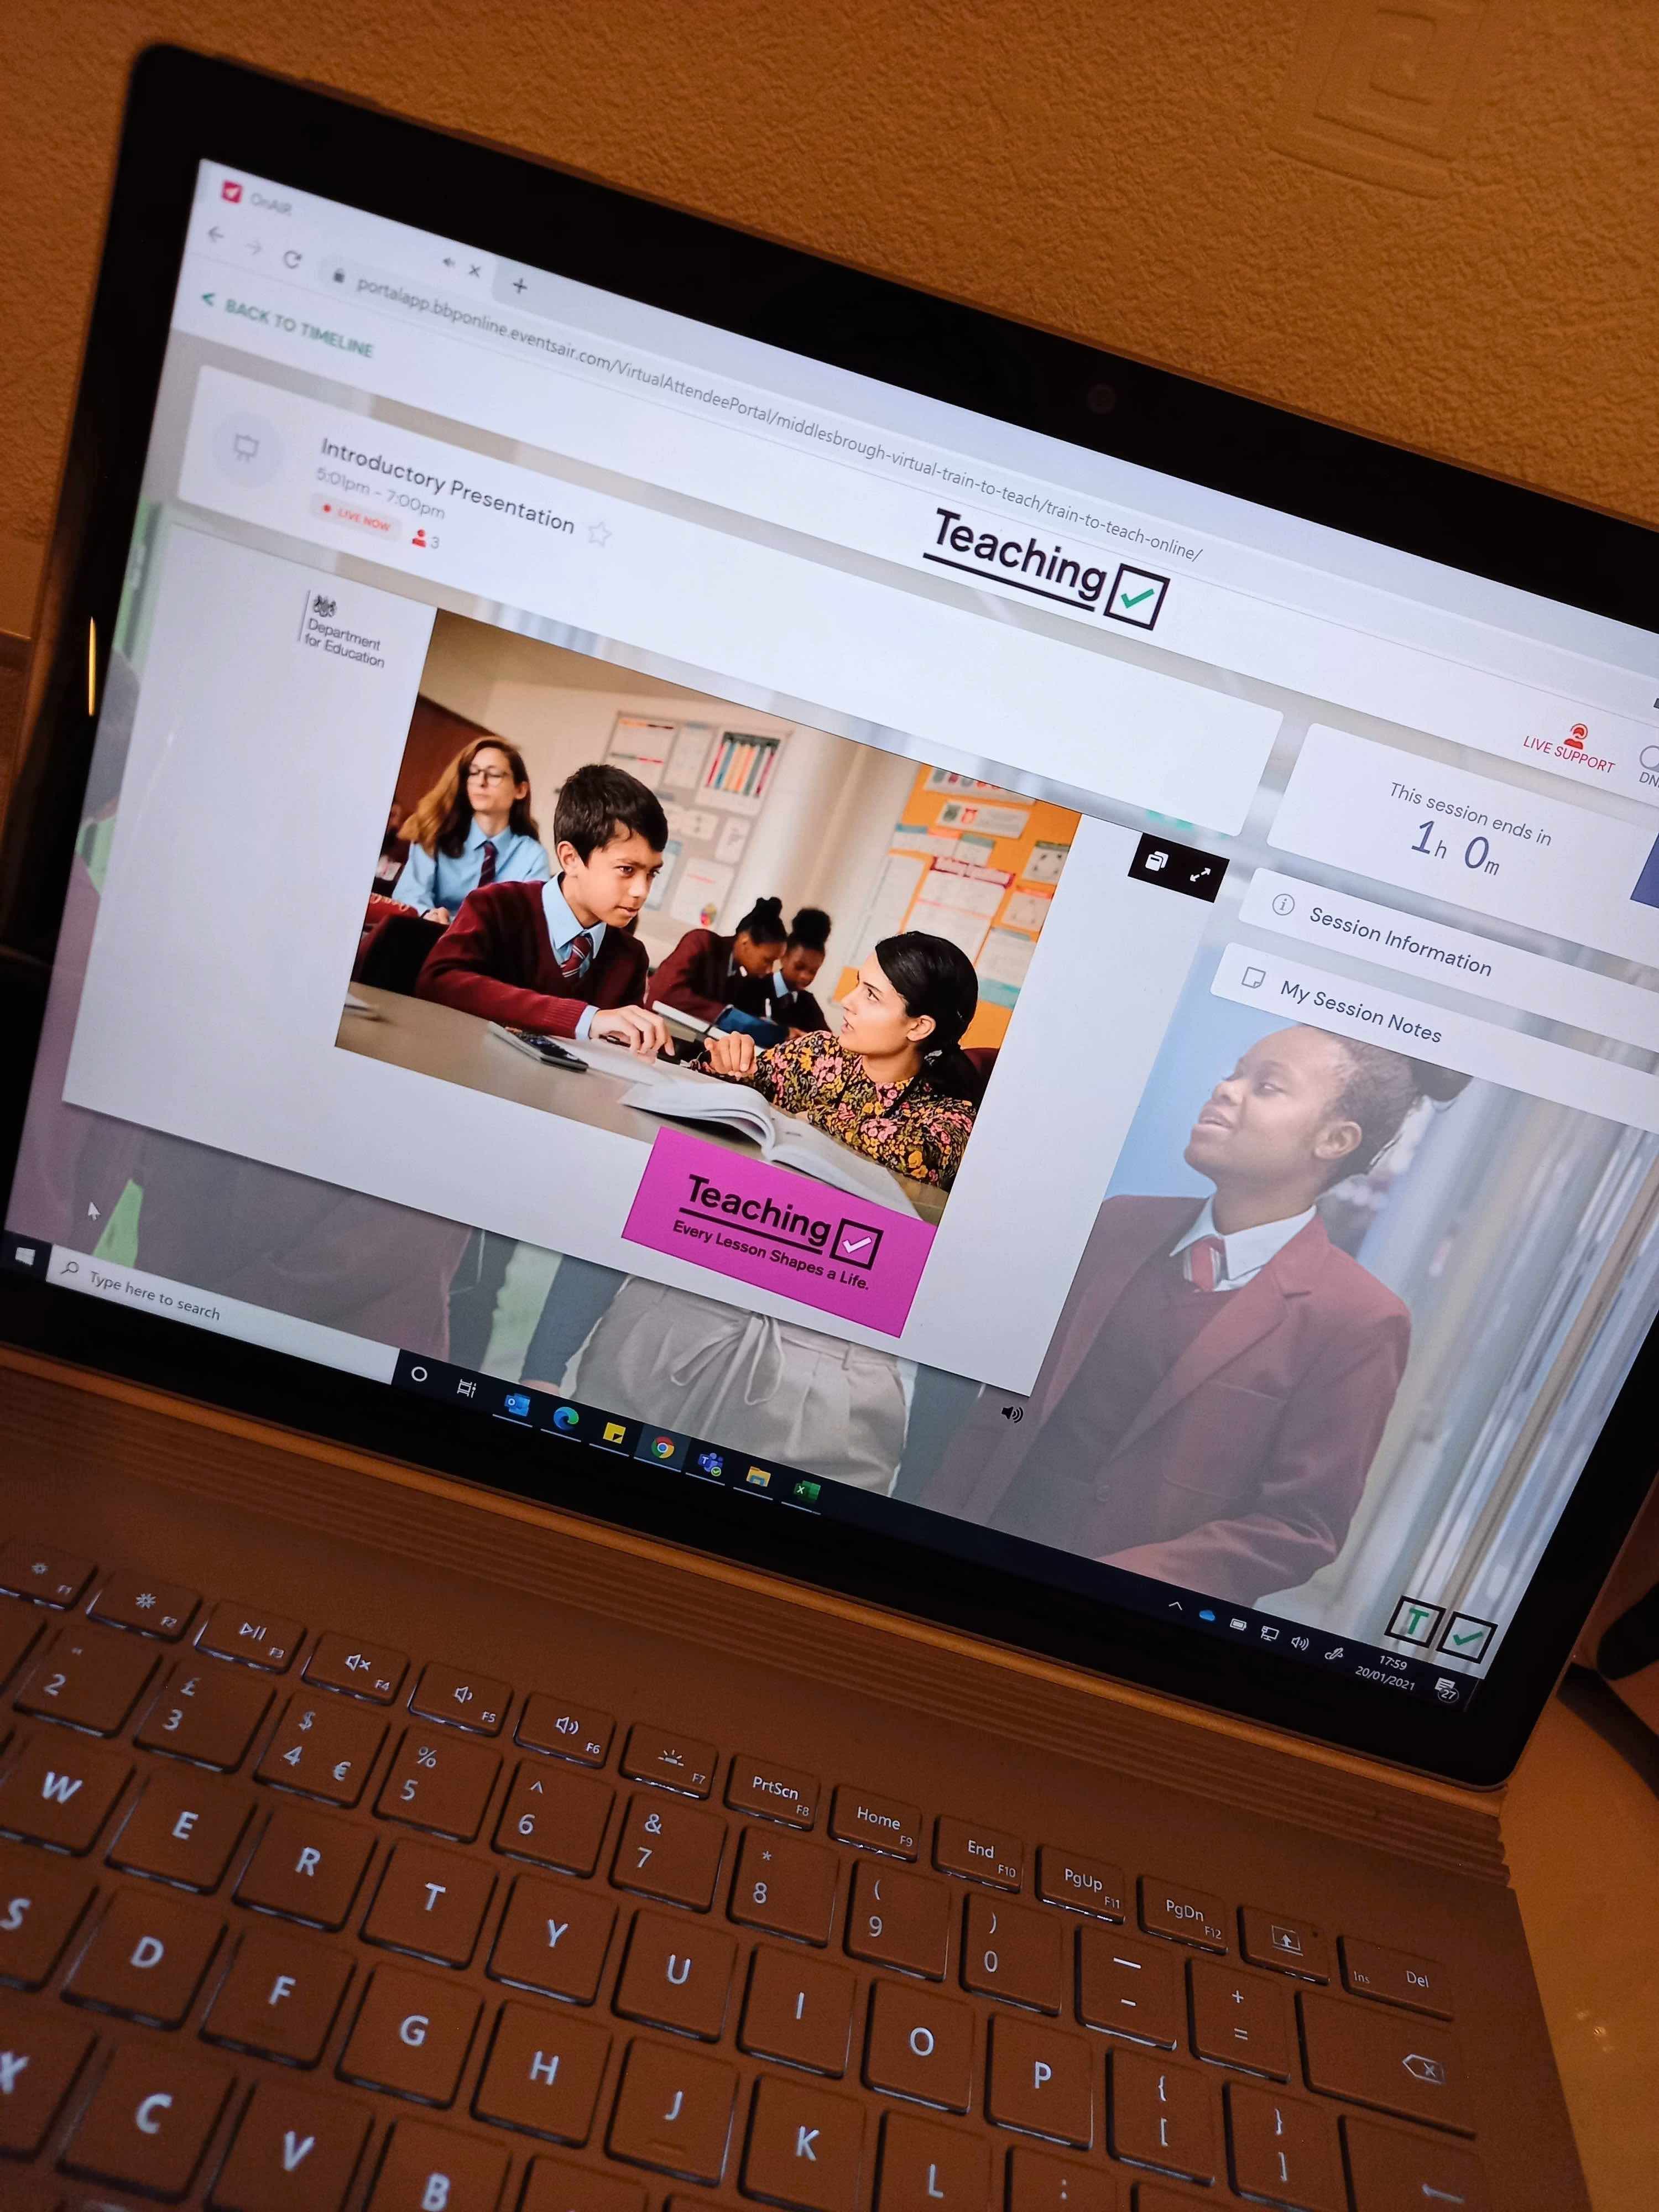 OnAIR
portalapp.bbponline.eventsair.com/VirtualAttendeePortal/middlesbrough-virtual-train-to-teach/train-to-teach-online/
< BACK TO TIMELINE
Teaching
Introductory Presentation
5:01pm - 7:00pm
LIVE NOW
3
LIVE SUPPORT
DN
This session ends in
1h 0m
Session Information
My Session Notes
Department
for Education
Teaching
Every Lesson Shapes a Life.
Type here to search
T
17:59
20/01/2021
27
F1
F2
F3
F4
F5
F6
F7
PrtScn F8
Home F9
End F10
PgUp F11
PgDn F12
Ins Del
" 2
£ 3
$ 4 €
% 5
^ 6
& 7
* 8
( 9
) 0
_ -
+ =
W E R T Y U I O P { [ } ]
S D F G H J K L :
X C V B